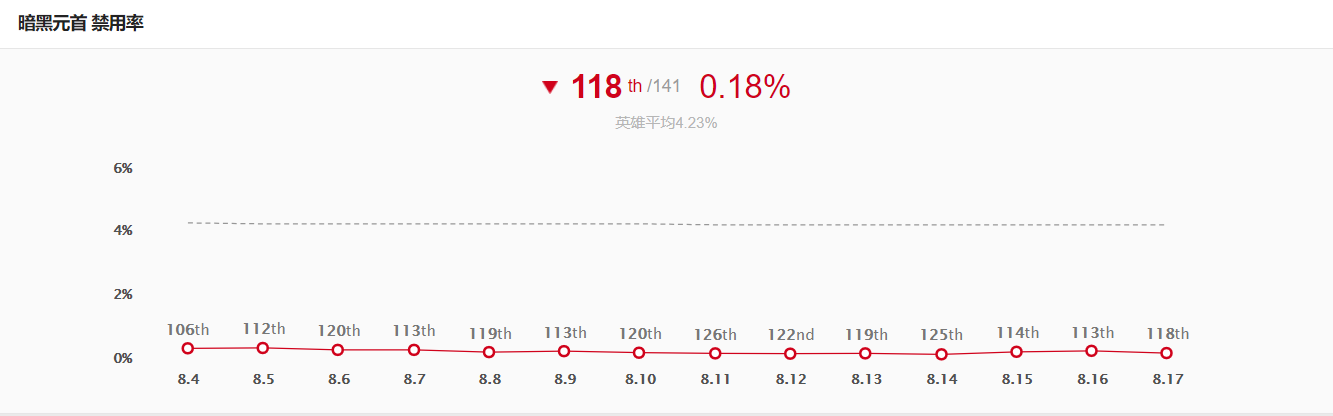 暗黑元首 禁用率
118 th /141 0.18%
英雄平均4.23%
6%
4%
2%
0%
106th 112th 120th 113th 119th 113th 120th 126th 122nd 119th 125th 114th 113th 118th
8.4 8.5 8.6 8.7 8.8 8.9 8.10 8.11 8.12 8.13 8.14 8.15 8.16 8.17